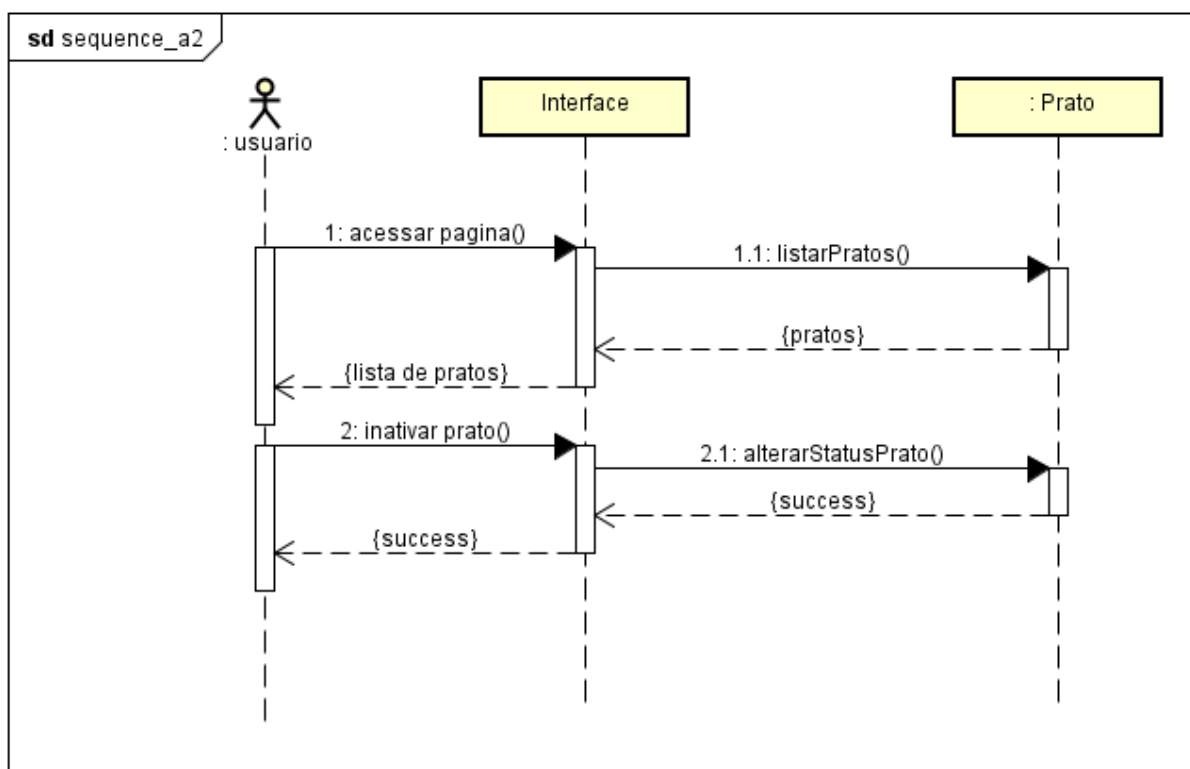 sd sequence_a2
: usuario
Interface
: Prato
1: acessar pagina()
1.1: listarPratos()
{pratos}
{lista de pratos}
2: inativar prato()
2.1: alterarStatusPrato()
{success}
{success}